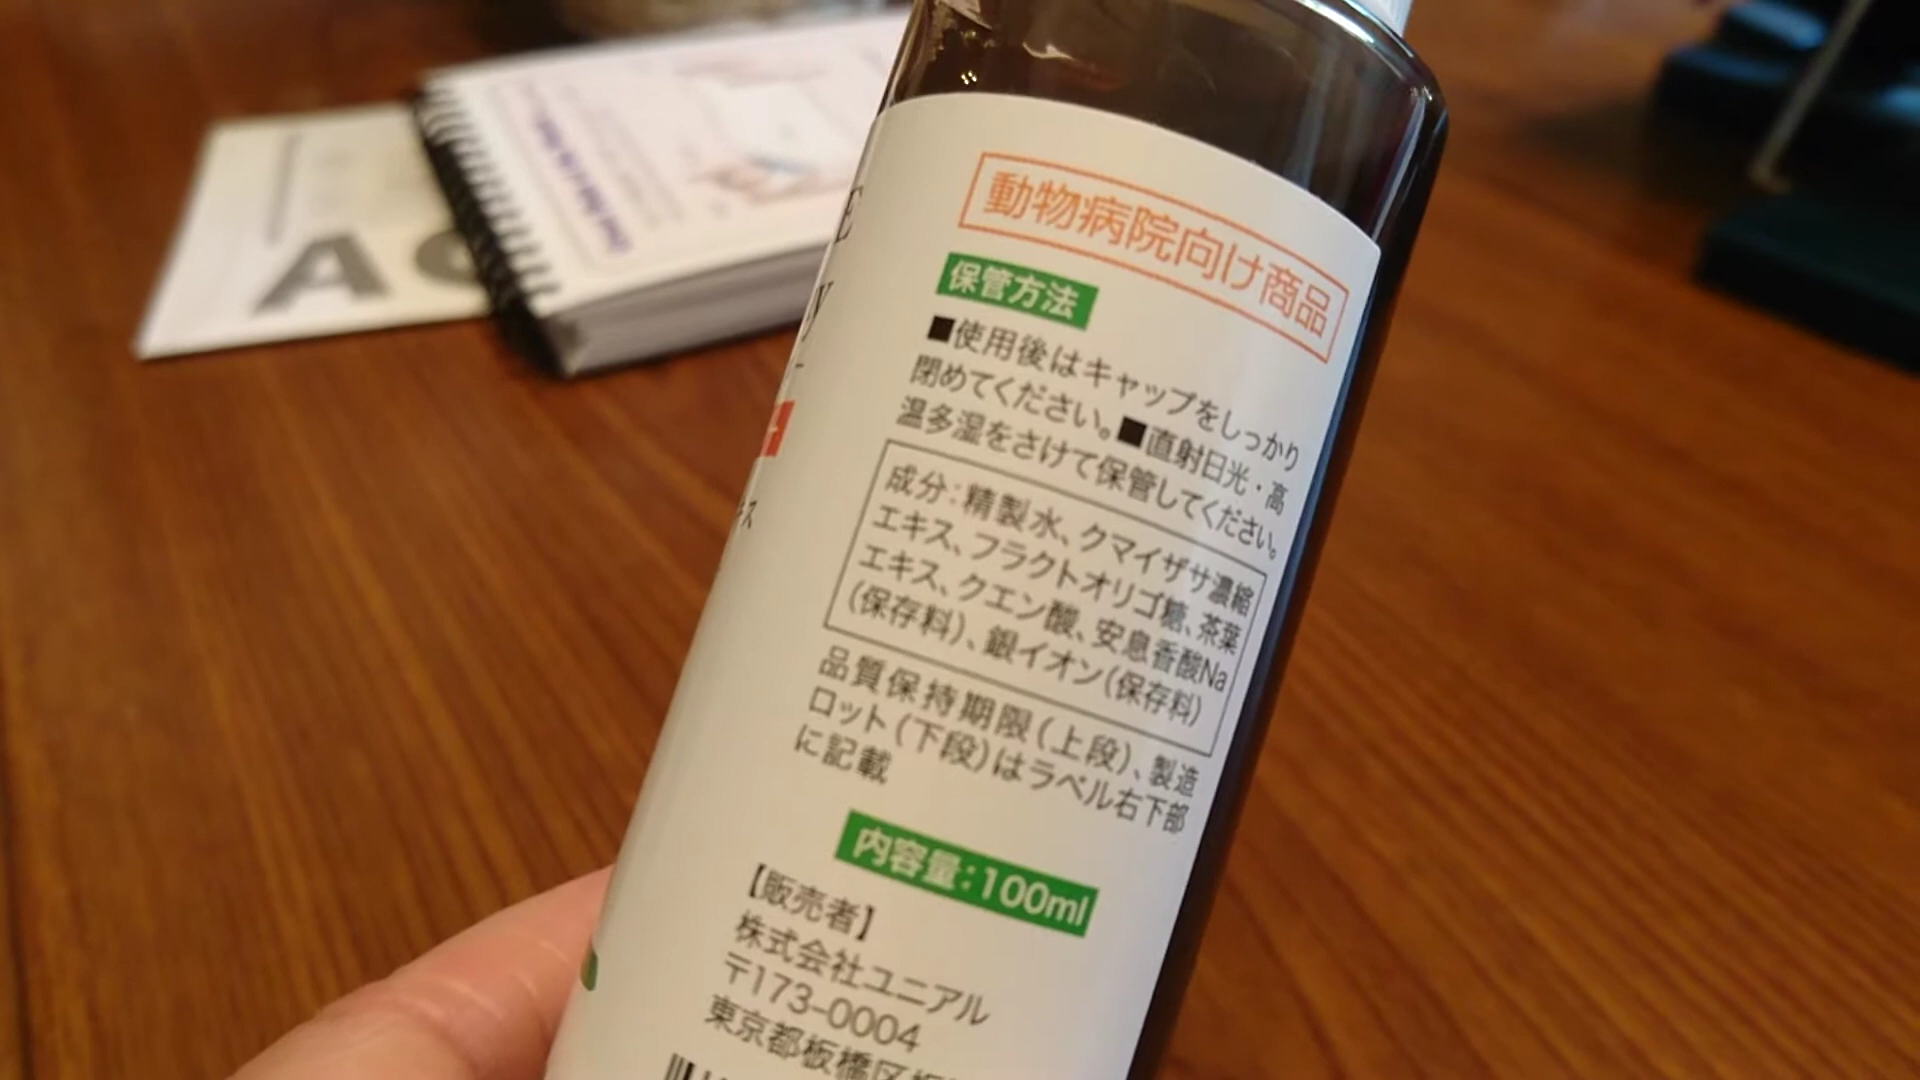 動物病院向け商品
保管方法
■使用後はキャップをしっかり
閉めてください。■直射日光・高
温多湿をさけて保管してください。
成分：精製水、クマイザサ濃縮
エキス、フラクトオリゴ糖、茶葉
エキス、クエン酸、安息香酸Na
(保存料)、銀イオン(保存料)
品質保持期限(上段)、製造
ロット(下段)はラベル右下部
に記載
内容量：100ml
【販売者】
株式会社ユニアル
〒173-0004
東京都板橋区板
E
y
キス
A